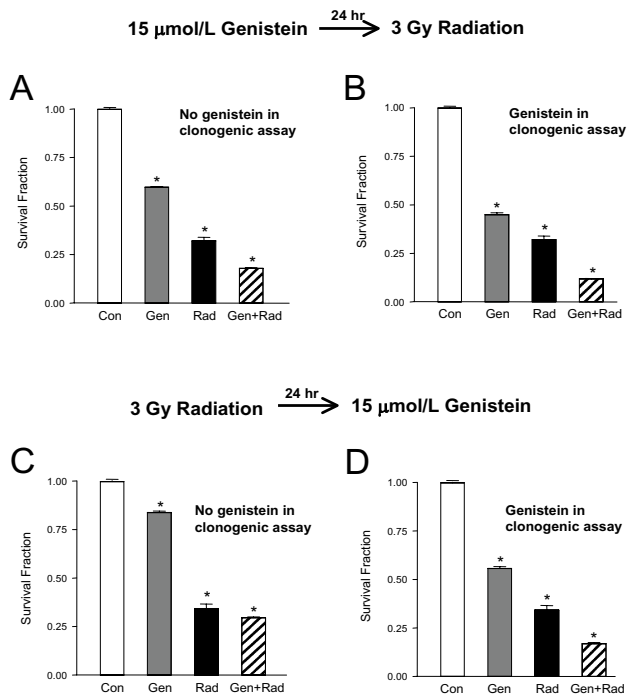 24 hr
15 μmol/L Genistein 3 Gy Radiation
A
No genistein in
clonogenic assay
Survival Fraction
1.00
0.75
0.50
0.25
0.00
*
*
*
Con Gen Rad Gen+Rad
B
Genistein in
clonogenic assay
Survival Fraction
1.00
0.75
0.50
0.25
0.00
*
*
*
Con Gen Rad Gen+Rad
24 hr
3 Gy Radiation 15 μmol/L Genistein
C
No genistein in
clonogenic assay
Survival Fraction
1.00
0.75
0.50
0.25
0.00
*
*
*
Con Gen Rad Gen+Rad
D
Genistein in
clonogenic assay
Survival Fraction
1.00
0.75
0.50
0.25
0.00
*
*
*
Con Gen Rad Gen+Rad